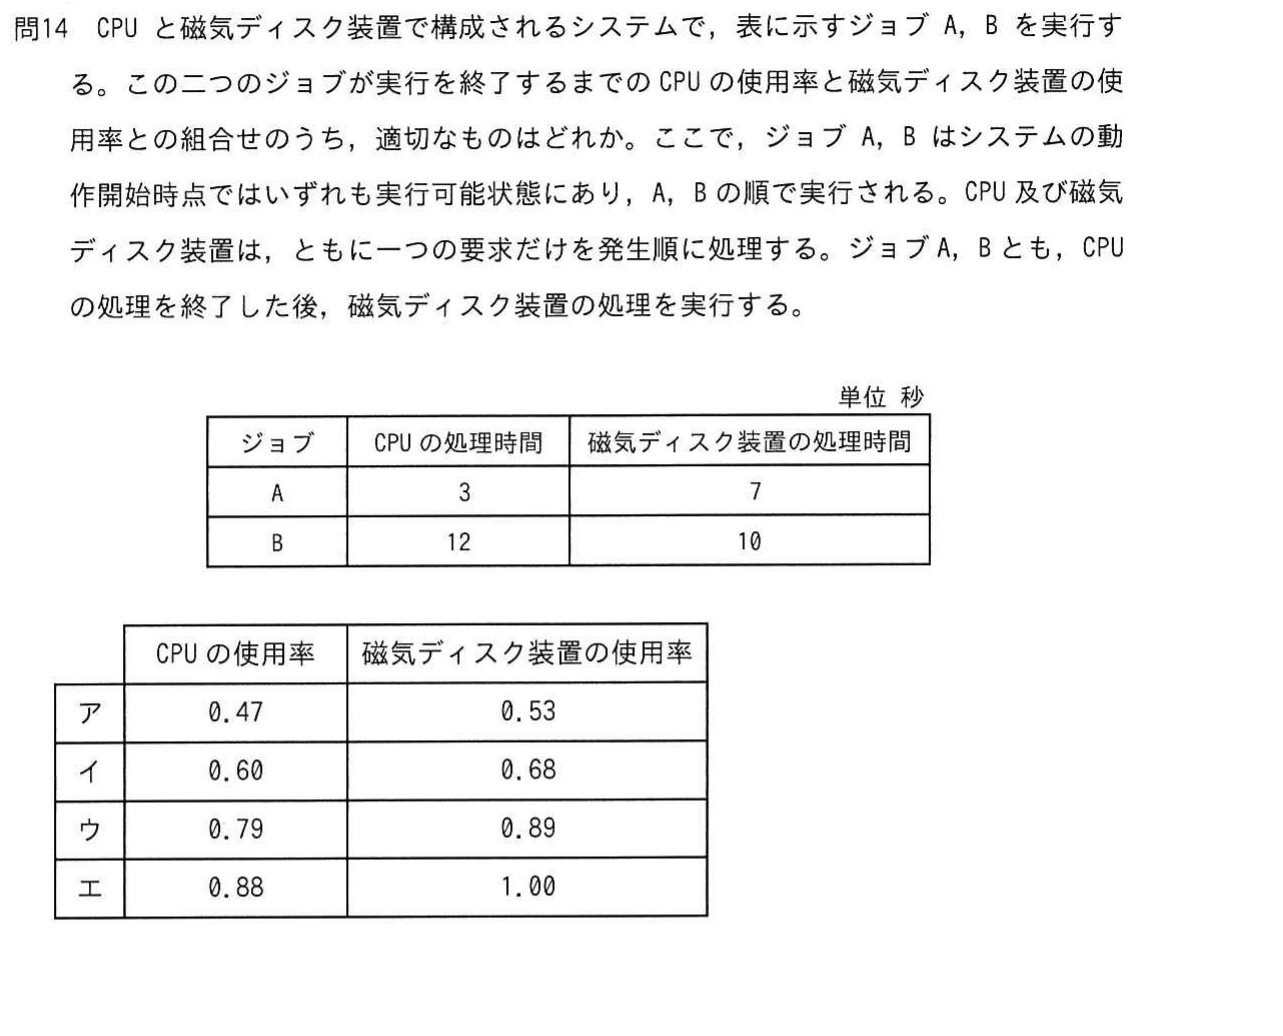 問14 CPU と磁気ディスク装置で構成されるシステムで，表に示すジョブ A，B を実行す
る。この二つのジョブが実行を終了するまでの CPU の使用率と磁気ディスク装置の使
用率との組合せのうち，適切なものはどれか。ここで，ジョブ A，B はシステムの動
作開始時点ではいずれも実行可能状態にあり，A，B の順で実行される。CPU 及び磁気
ディスク装置は，ともに一つの要求だけを発生順に処理する。ジョブ A，B とも，CPU
の処理を終了した後，磁気ディスク装置の処理を実行する。
単位 秒
ジョブ CPU の処理時間 磁気ディスク装置の処理時間
A 3 7
B 12 10
CPU の使用率 磁気ディスク装置の使用率
ア 0.47 0.53
イ 0.60 0.68
ウ 0.79 0.89
エ 0.88 1.00